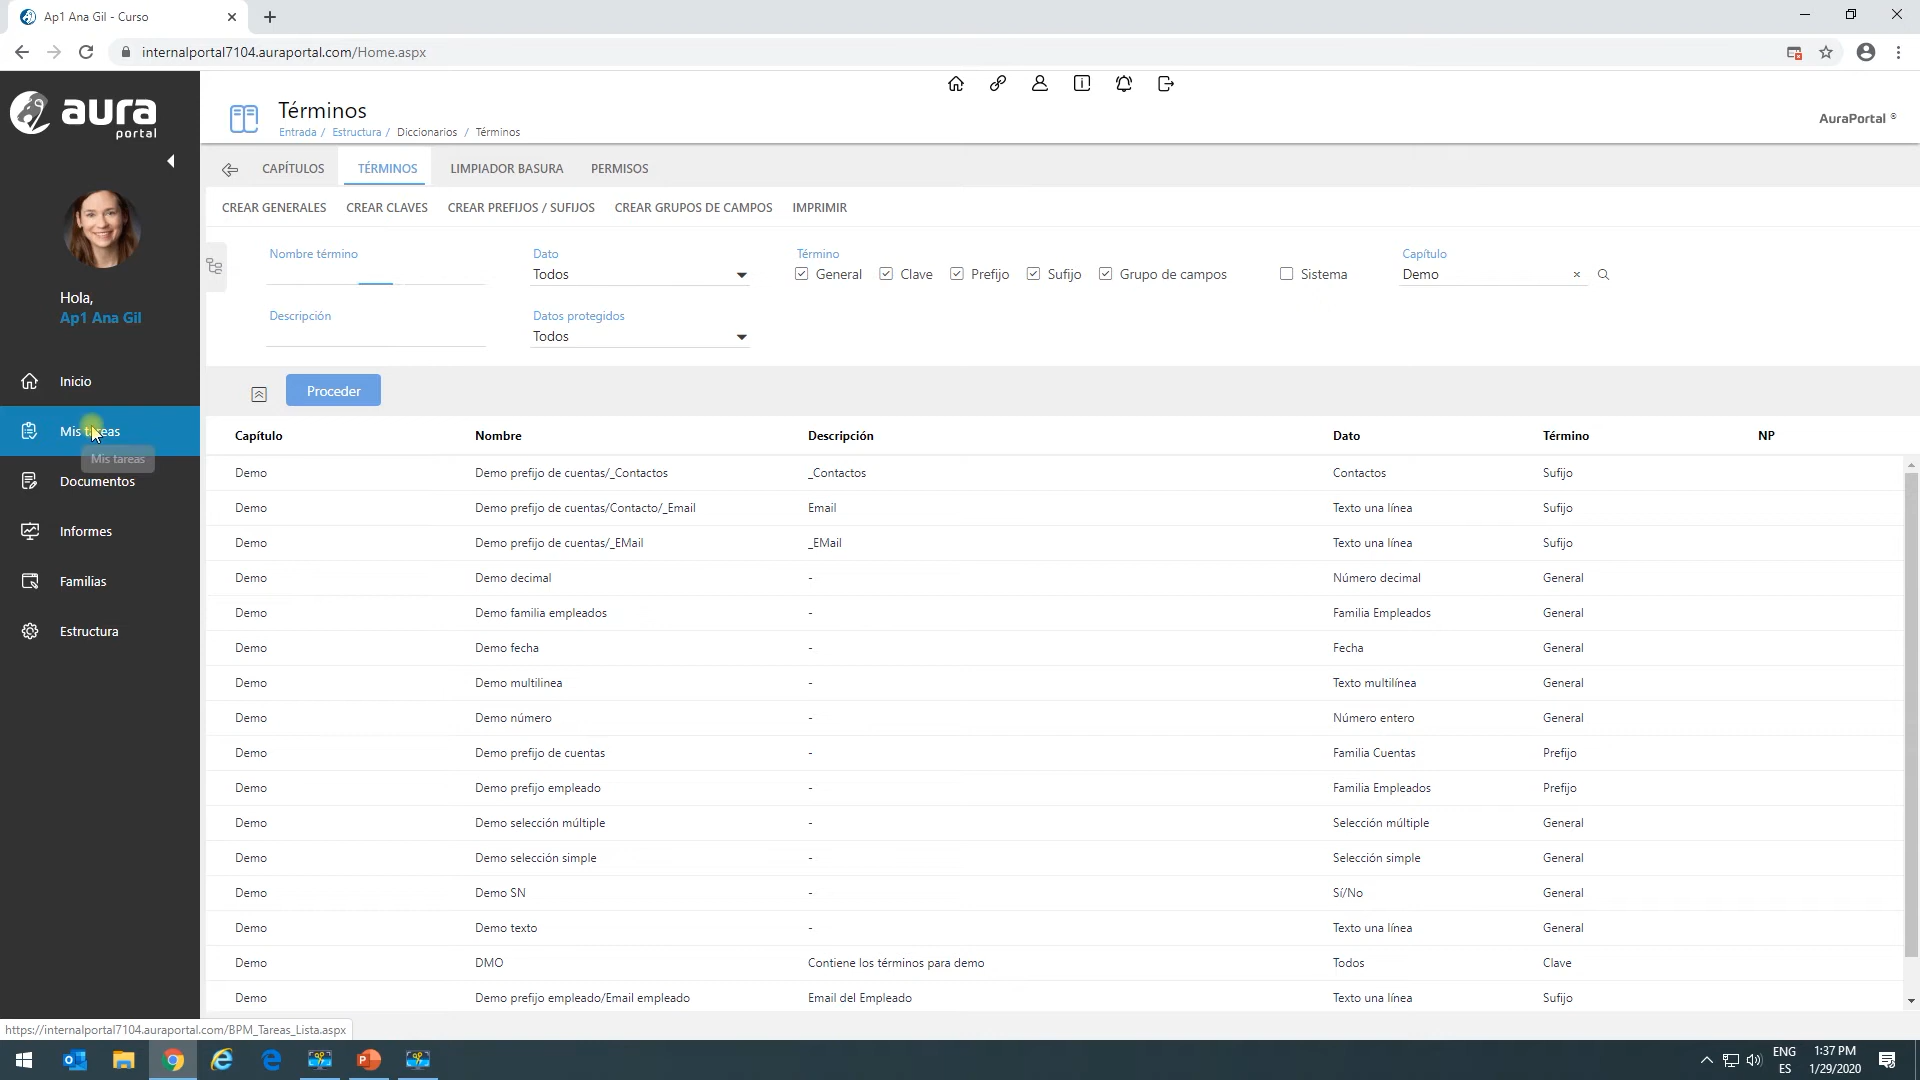 Ap1 Ana Gil - Curso
internalportal7104.auraportal.com/Home.aspx
aura
portal
Términos
Entrada / Estructura / Diccionarios / Términos
AuraPortal ®
CAPÍTULOS TÉRMINOS LIMPIADOR BASURA PERMISOS
CREAR GENERALES CREAR CLAVES CREAR PREFIJOS / SUFIJOS CREAR GRUPOS DE CAMPOS IMPRIMIR
Nombre término Dato Término Capítulo
Todos General Clave Prefijo Sufijo Grupo de campos Sistema Demo
Descripción Datos protegidos
Todos
Hola,
Ap1 Ana Gil
Inicio
Mis tareas
Mis tareas
Documentos
Informes
Familias
Estructura
Proceder
Capítulo Nombre Descripción Dato Término NP
Demo Demo prefijo de cuentas/_Contactos _Contactos Contactos Sufijo
Demo Demo prefijo de cuentas/Contacto/_Email Email Texto una línea Sufijo
Demo Demo prefijo de cuentas/_EMail _EMail Texto una línea Sufijo
Demo Demo decimal - Número decimal General
Demo Demo familia empleados - Familia Empleados General
Demo Demo fecha - Fecha General
Demo Demo multilinea - Texto multilínea General
Demo Demo número - Número entero General
Demo Demo prefijo de cuentas - Familia Cuentas Prefijo
Demo Demo prefijo empleado - Familia Empleados Prefijo
Demo Demo selección múltiple - Selección múltiple General
Demo Demo selección simple - Selección simple General
Demo Demo SN - Sí/No General
Demo Demo texto - Texto una línea General
Demo DMO Contiene los términos para demo Todos Clave
Demo Demo prefijo empleado/Email empleado Email del Empleado Texto una línea Sufijo
https://internalportal7104.auraportal.com/BPM_Tareas_Lista.aspx
ENG 1:37 PM
ES 1/29/2020